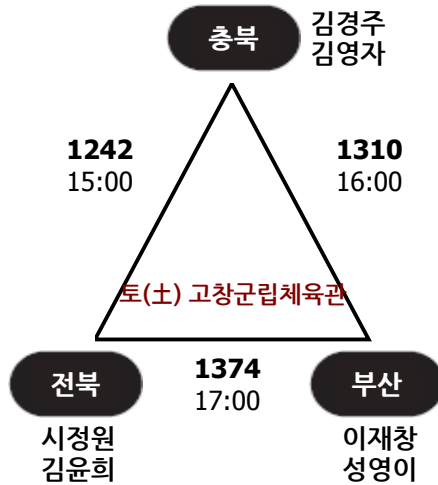 충북
김경주
김영자
1242
15:00
1310
16:00
토(土) 고창군립체육관
전북
1374
17:00
부산
시정원
김윤희
이재창
성영이